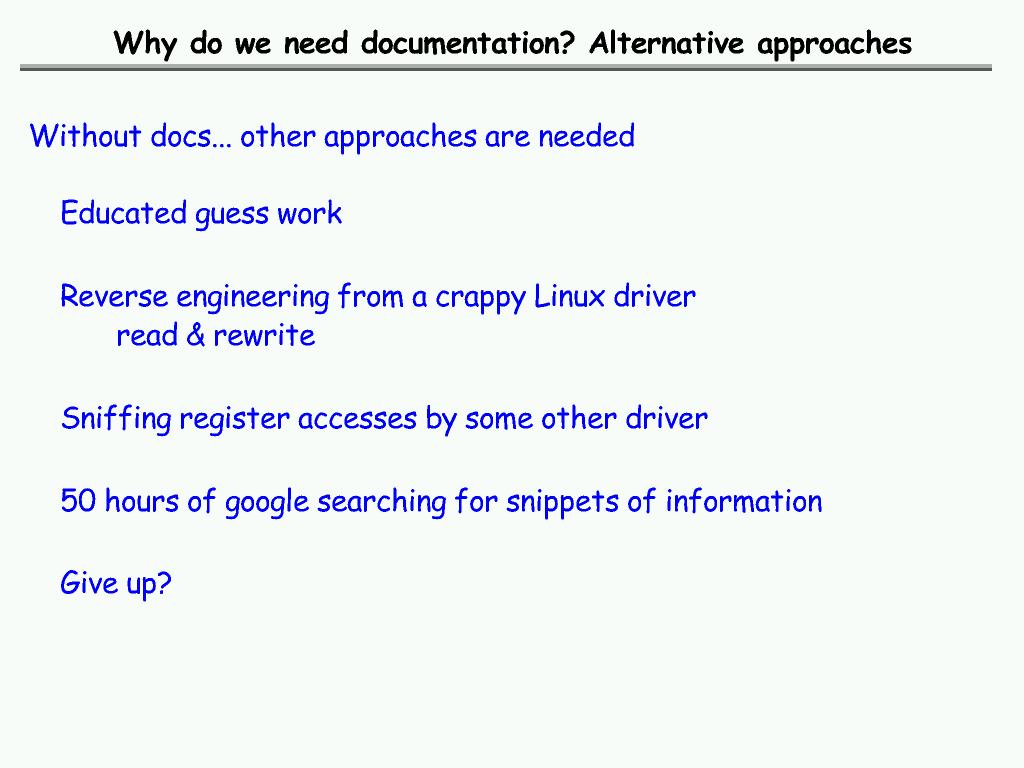 Why do we need documentation? Alternative approaches
Without docs... other approaches are needed
Educated guess work
Reverse engineering from a crappy Linux driver
read & rewrite
Sniffing register accesses by some other driver
50 hours of google searching for snippets of information
Give up?